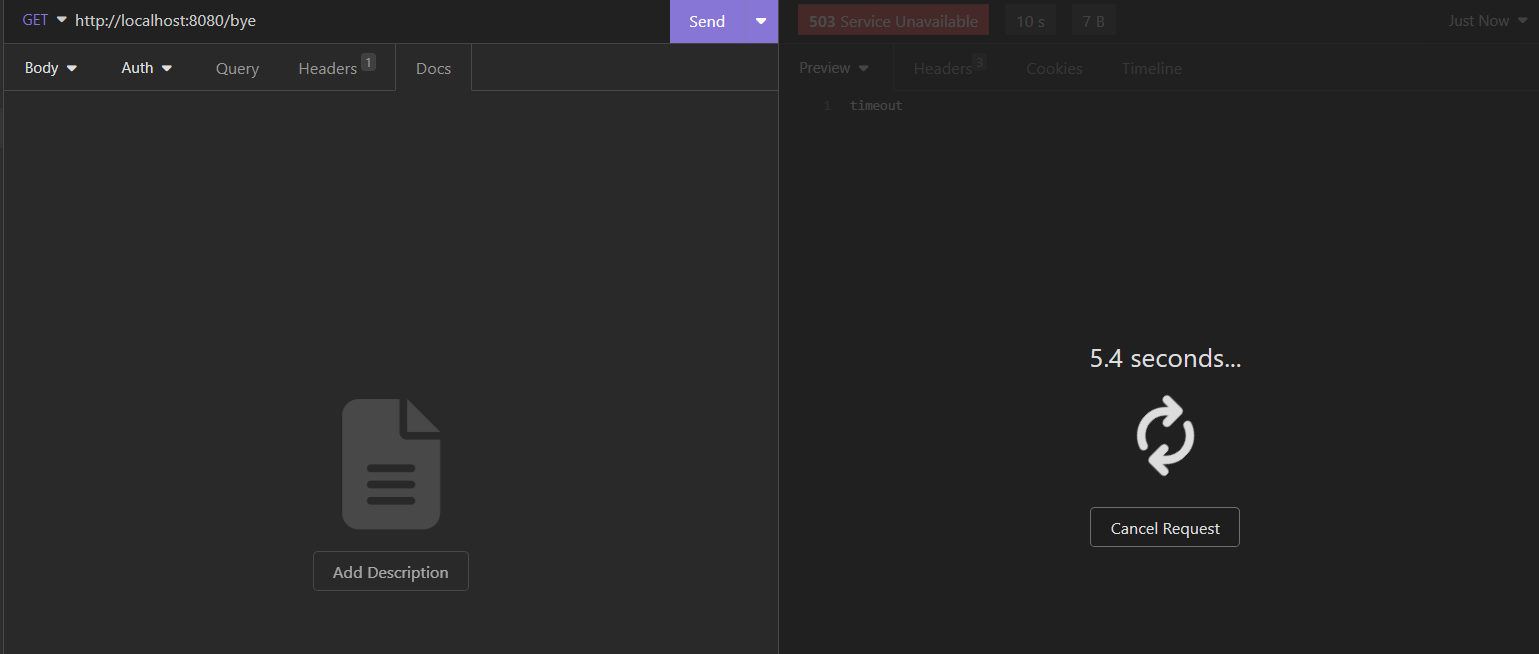 GET http://localhost:8080/bye Send
Body Auth Query Headers 1 Docs
Add Description
503 Service Unavailable 10 s 7 B Just Now
Preview Headers 3 Cookies Timeline
1 timeout
5.4 seconds...
Cancel Request